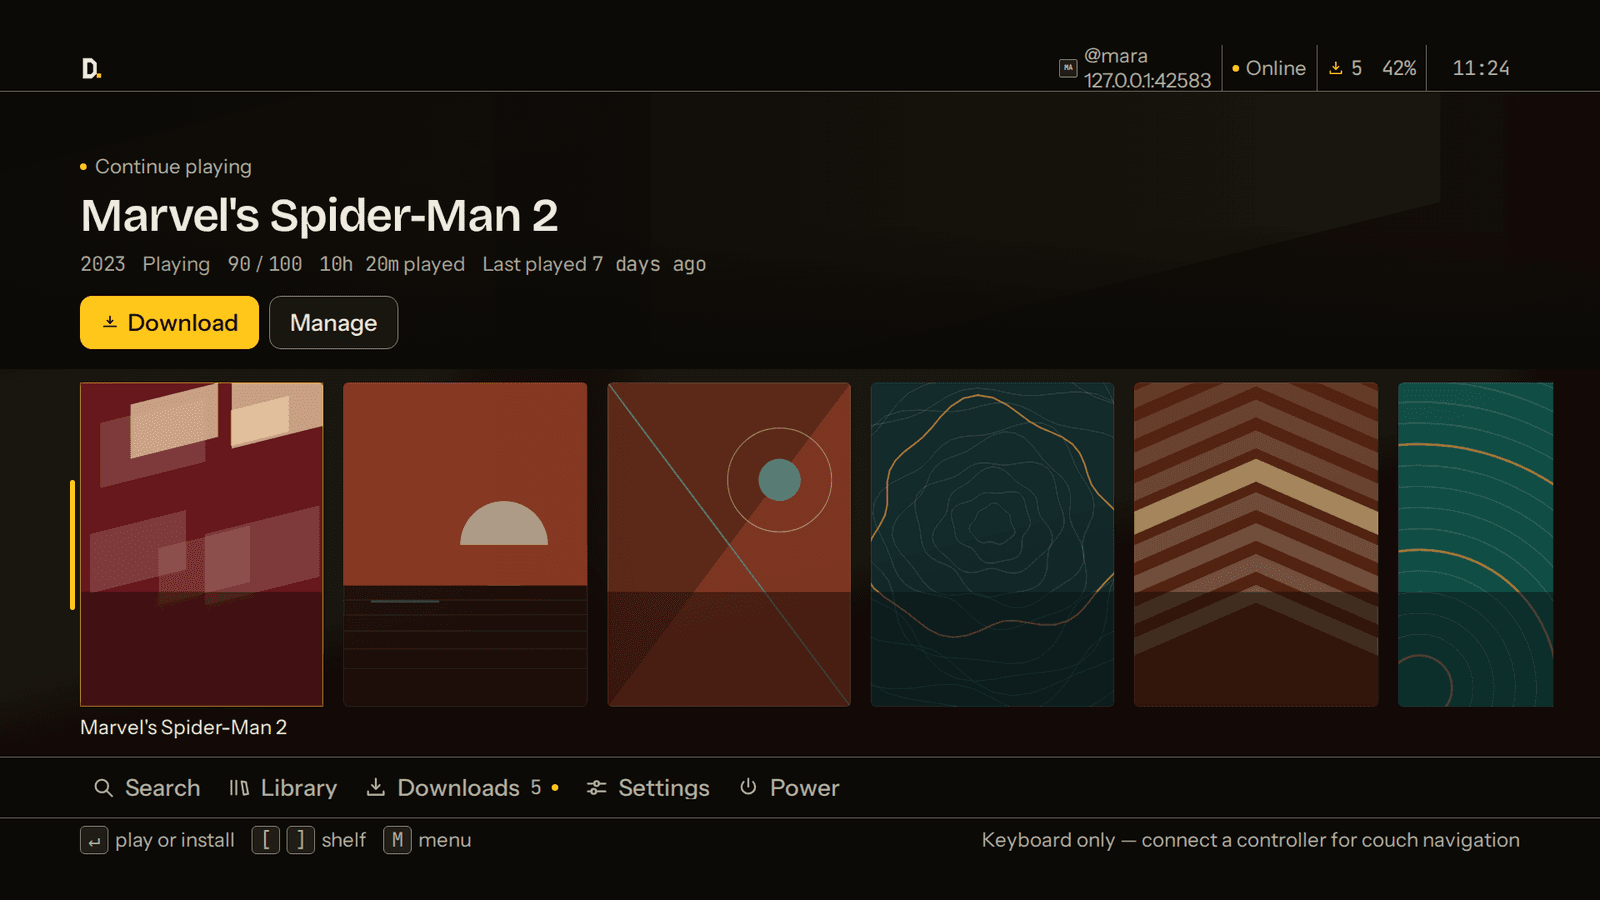 D.
MA
@mara
127.0.0.1:42583
Online
5 42%
11:24
Continue playing
Marvel's Spider-Man 2
2023 Playing 90 / 100 10h 20m played Last played 7 days ago
Download
Manage
Marvel's Spider-Man 2
Search Library Downloads 5 Settings Power
↵ play or install [ ] shelf M menu
Keyboard only — connect a controller for couch navigation